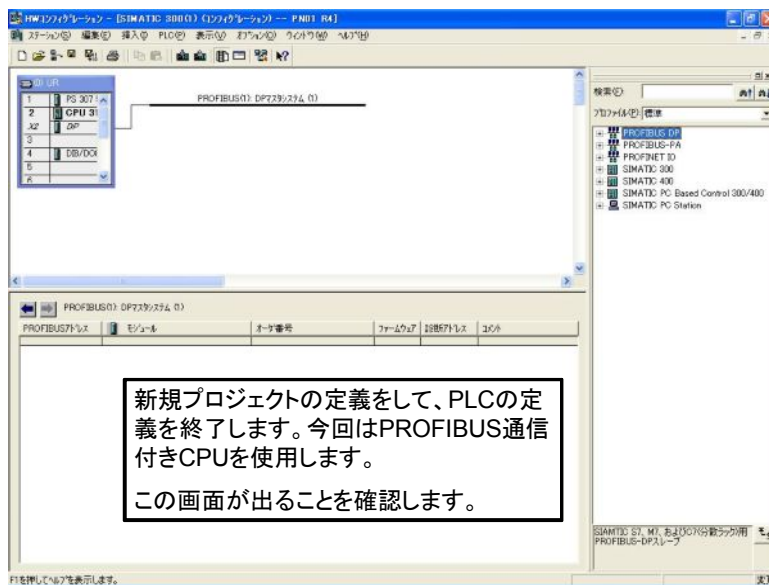 HWコンフィグレーション - [SIMATIC 300(1) (コンフィグレーション) -- PN01 R4]
ステーション(S) 編集(E) 挿入(I) PLC(P) 表示(V) オプション(O) ウィンドウ(W) ヘルプ(H)
(0) UR
1 PS 307
2 CPU 31
X2 DP
3
4 DI8/DO
5
6
PROFIBUS(1): DPマスタシステム (1)
検索(E):
プロファイル(P): 標準
PROFIBUS DP
PROFIBUS-PA
PROFINET IO
SIMATIC 300
SIMATIC 400
SIMATIC PC Based Control 300/400
SIMATIC PC Station
PROFIBUS(1): DPマスタシステム (1)
PROFIBUSアドレス モジュール オーダ番号 ファームウェア 診断アドレス コメント
新規プロジェクトの定義をして、PLCの定
義を終了します。今回はPROFIBUS通信
付きCPUを使用します。
この画面が出ることを確認します。
SIAMTIC S7, M7, およびC7(分散ラック)用
PROFIBUS-DPスレーブ
F1を押してヘルプを表示します。